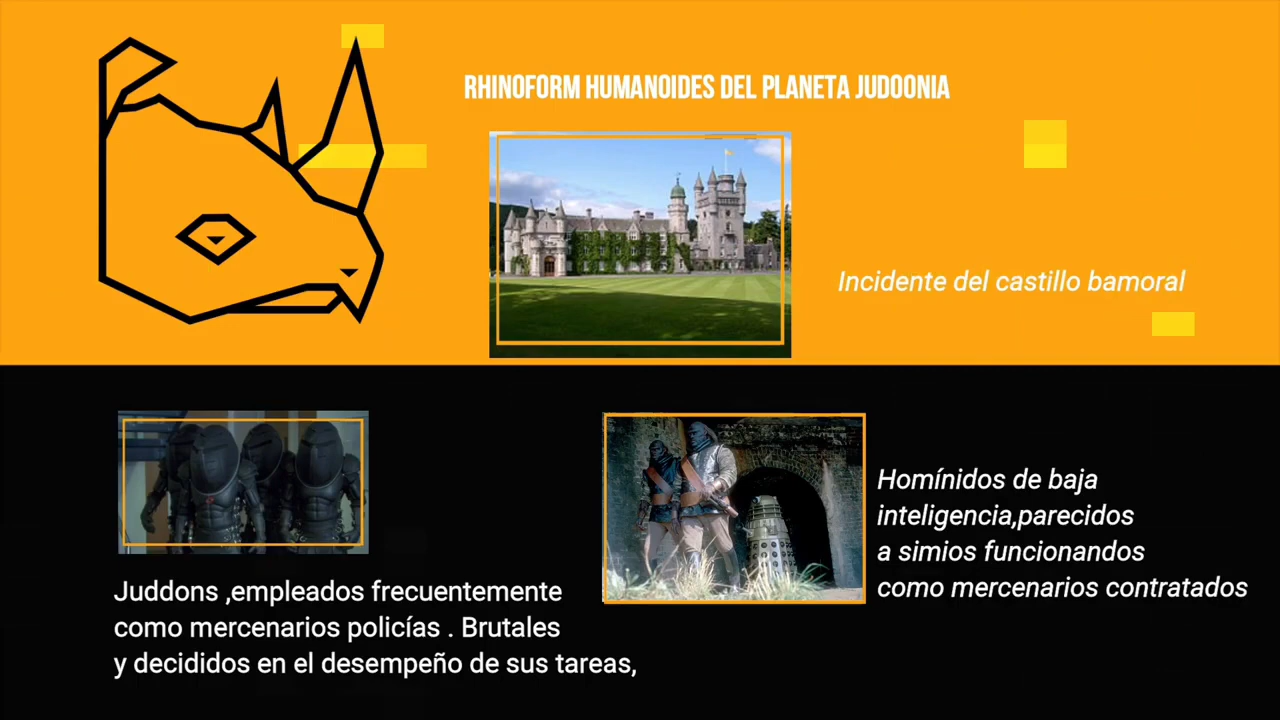 RHINOFORM HUMANOIDES DEL PLANETA JUDOONIA
Incidente del castillo bamoral
Juddons ,empleados frecuentemente
como mercenarios policías . Brutales
y decididos en el desempeño de sus tareas,
Homínidos de baja
inteligencia,parecidos
a simios funcionandos
como mercenarios contratados